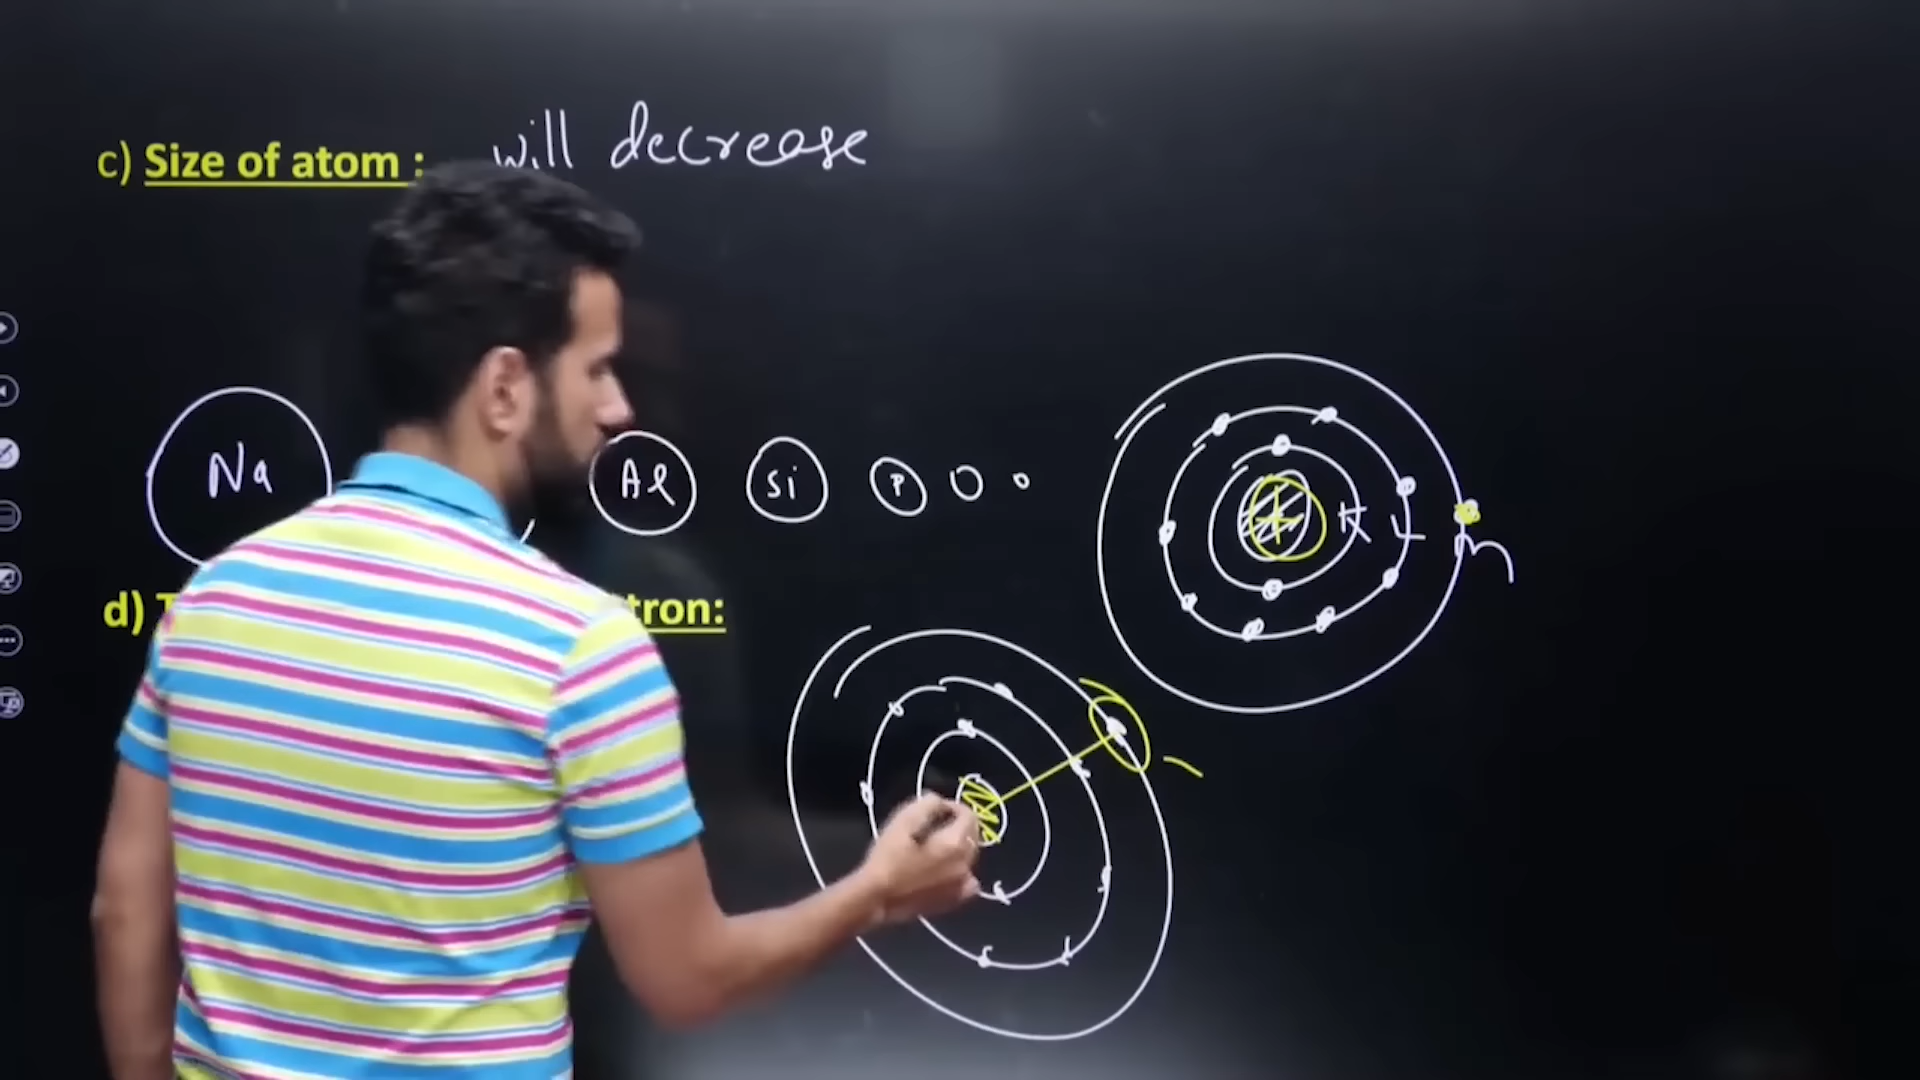 c) Size of atom : will decrease
Na Al Si P
K L M
d) tron: